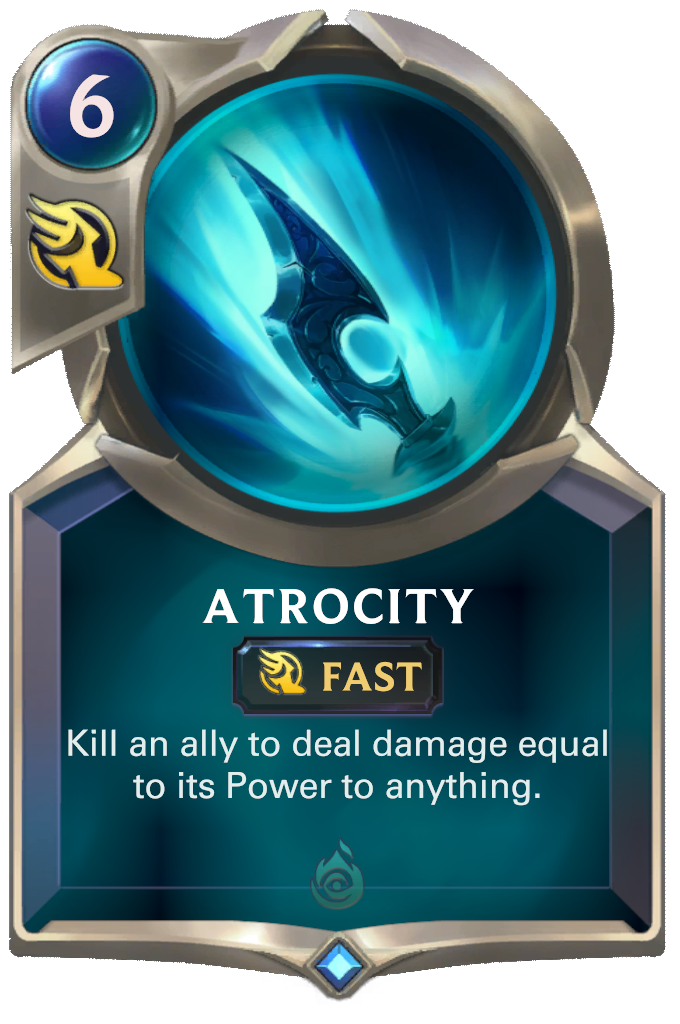 6
ATROCITY
FAST
Kill an ally to deal damage equal
to its Power to anything.